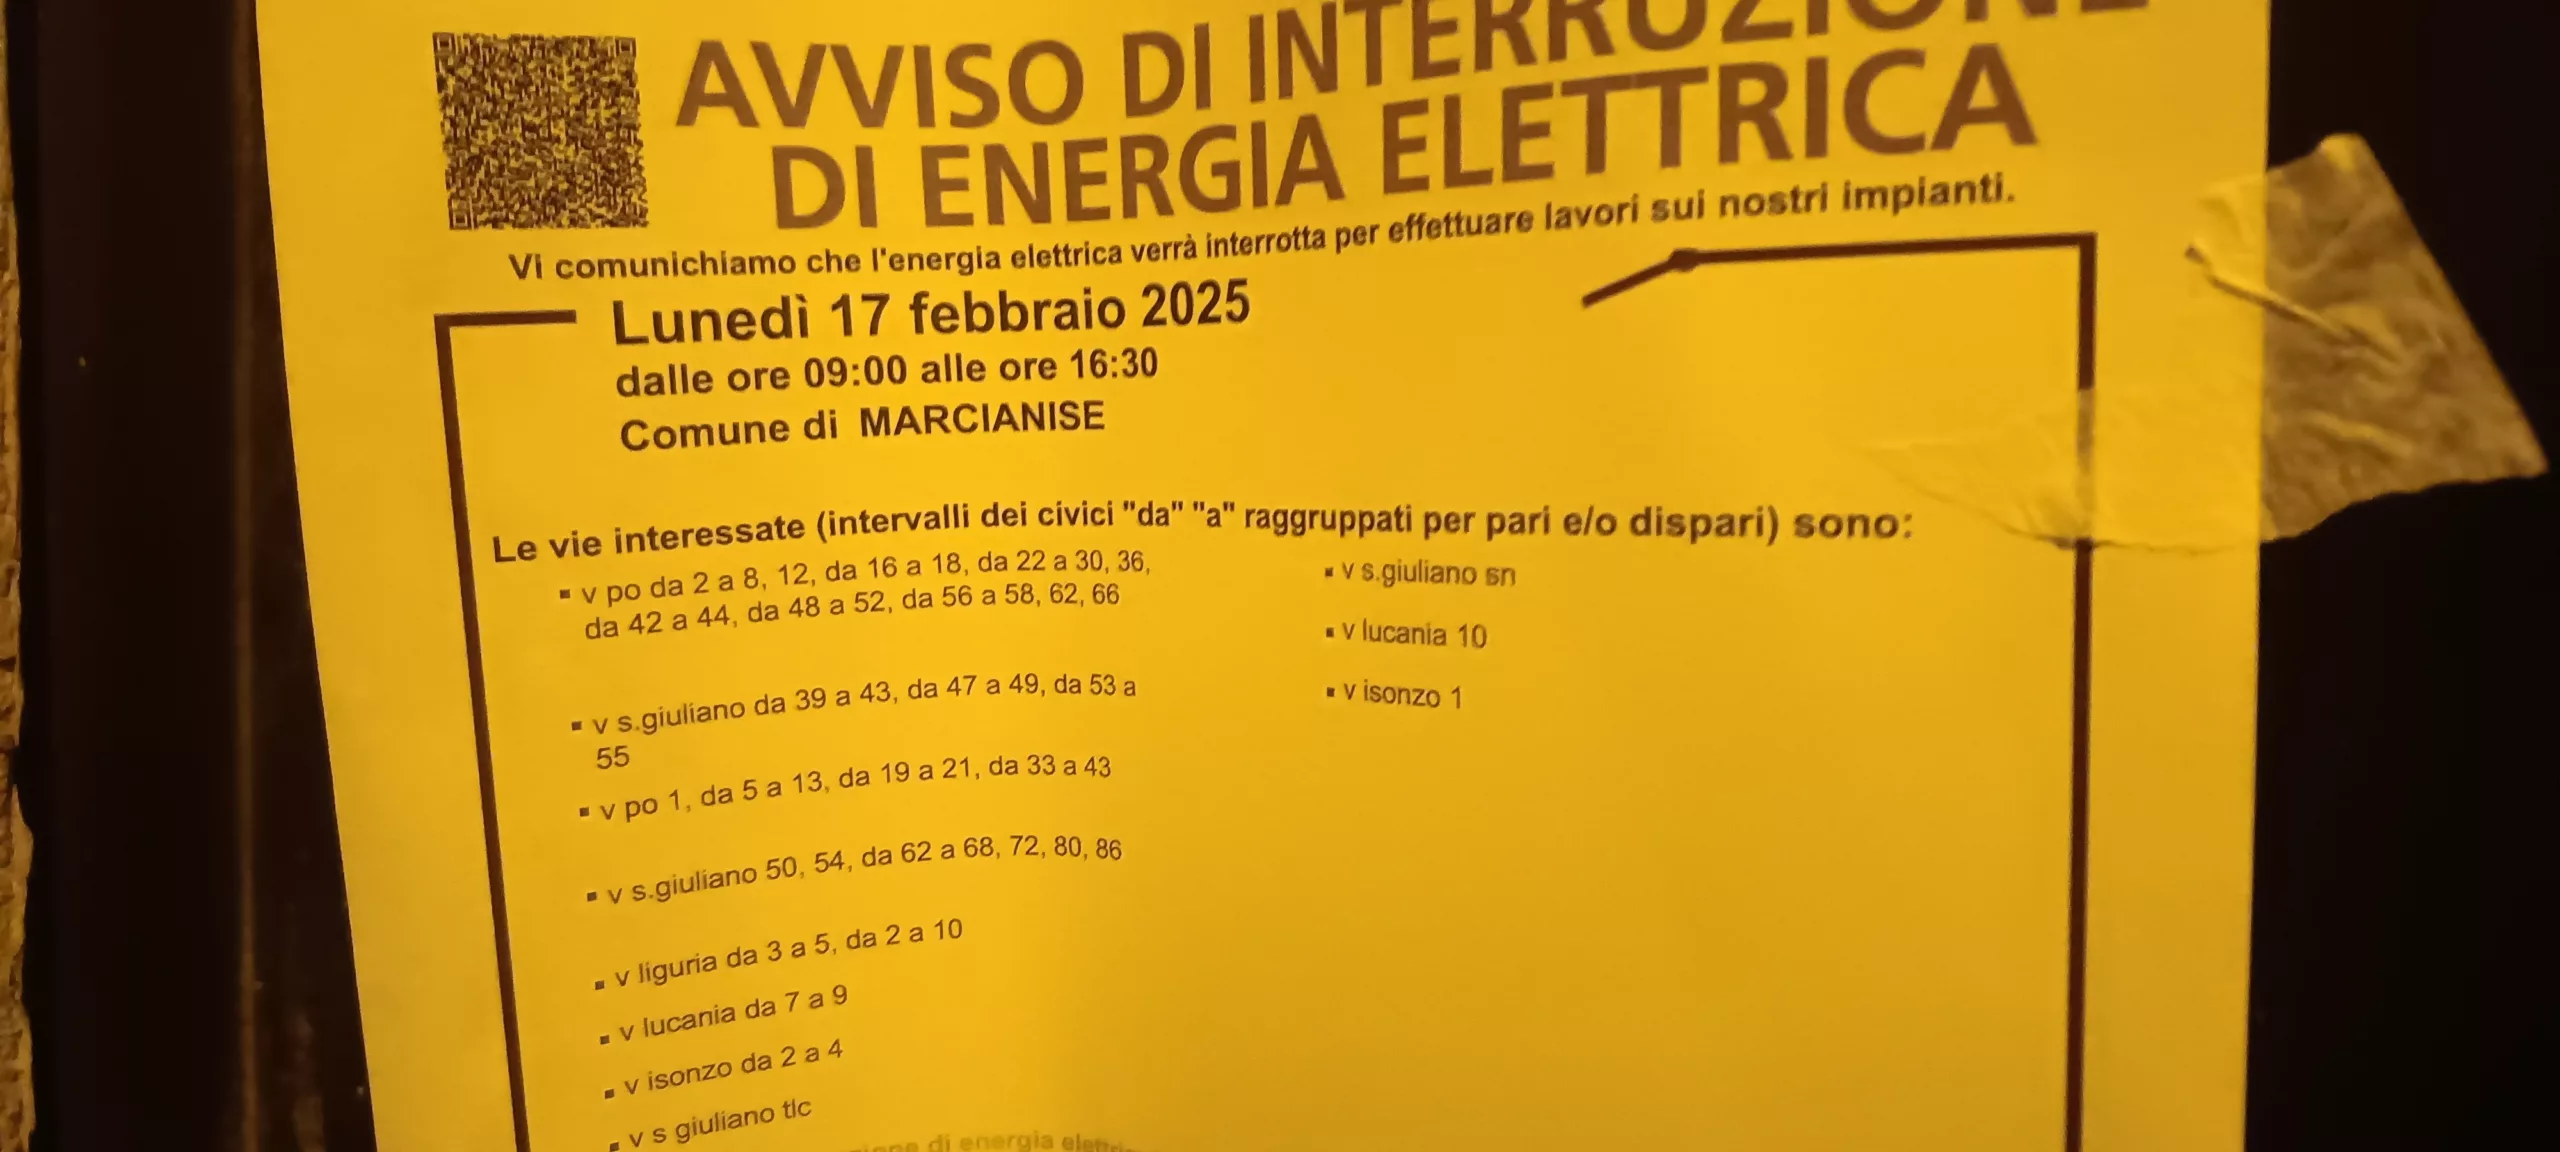 AVVISO DI INTERRUZIONE
DI ENERGIA ELETTRICA
Vi comunichiamo che l'energia elettrica verrà interrotta per effettuare lavori sui nostri impianti.
Lunedì 17 febbraio 2025
dalle ore 09:00 alle ore 16:30
Comune di MARCIANISE
Le vie interessate (intervalli dei civici "da" "a" raggruppati per pari e/o dispari) sono:
▪ v po da 2 a 8, 12, da 16 a 18, da 22 a 30, 36,
da 42 a 44, da 48 a 52, da 56 a 58, 62, 66
▪ v s.giuliano da 39 a 43, da 47 a 49, da 53 a
55
▪ v po 1, da 5 a 13, da 19 a 21, da 33 a 43
▪ v s.giuliano 50, 54, da 62 a 68, 72, 80, 86
▪ v liguria da 3 a 5, da 2 a 10
▪ v lucania da 7 a 9
▪ v isonzo da 2 a 4
▪ v s giuliano tlc
▪ v s.giuliano sn
▪ v lucania 10
▪ v isonzo 1
di energia